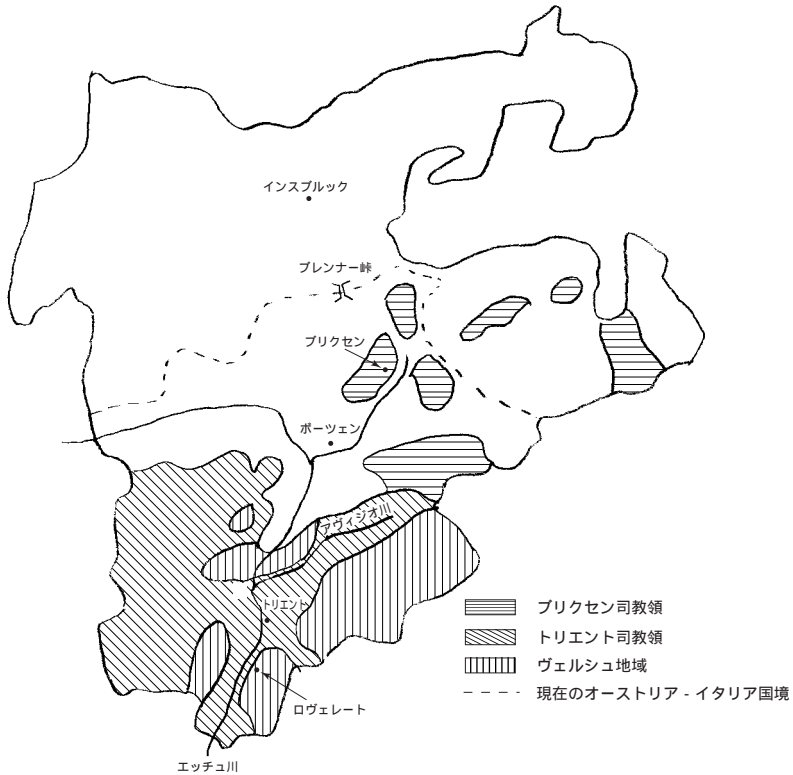 インスブルック
ブレンナー峠
ブリクセン
ボーツェン
アヴィジオ川
トリエント
ロヴェレート
エッチュ川
ブリクセン司教領
トリエント司教領
ヴェルシュ地域
現在のオーストリア - イタリア国境